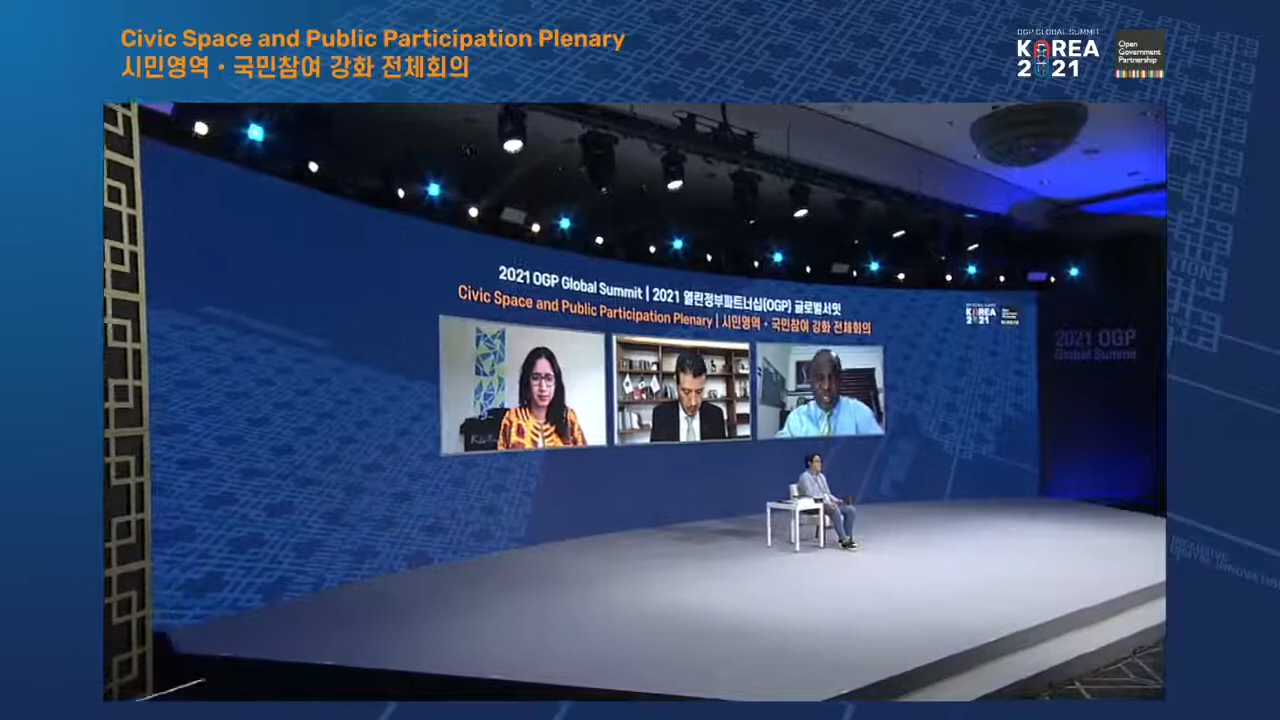 Civic Space and Public Participation Plenary
시민영역 · 국민참여 강화 전체회의
OGP GLOBAL SUMMIT
KOREA
2021
Open
Government
Partnership
2021 OGP Global Summit | 2021 열린정부파트너십(OGP) 글로벌서밋
Civic Space and Public Participation Plenary | 시민영역 · 국민참여 강화 전체회의
KOREA
2021
2021 OGP
Global Summit
INCLUSIVE
DIGITAL INNOVATION